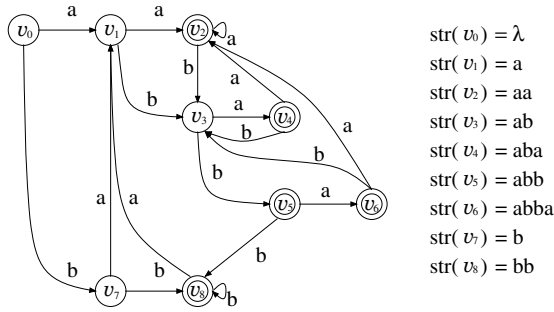 a
a
v₀
v₁
v₂
a
b
a
b
a
v₃
v₄
b
b
a
b
a
a
v₅
v₆
a
b
b
b
v₇
v₈
b
str( v₀ ) = λ
str( v₁ ) = a
str( v₂ ) = aa
str( v₃ ) = ab
str( v₄ ) = aba
str( v₅ ) = abb
str( v₆ ) = abba
str( v₇ ) = b
str( v₈ ) = bb